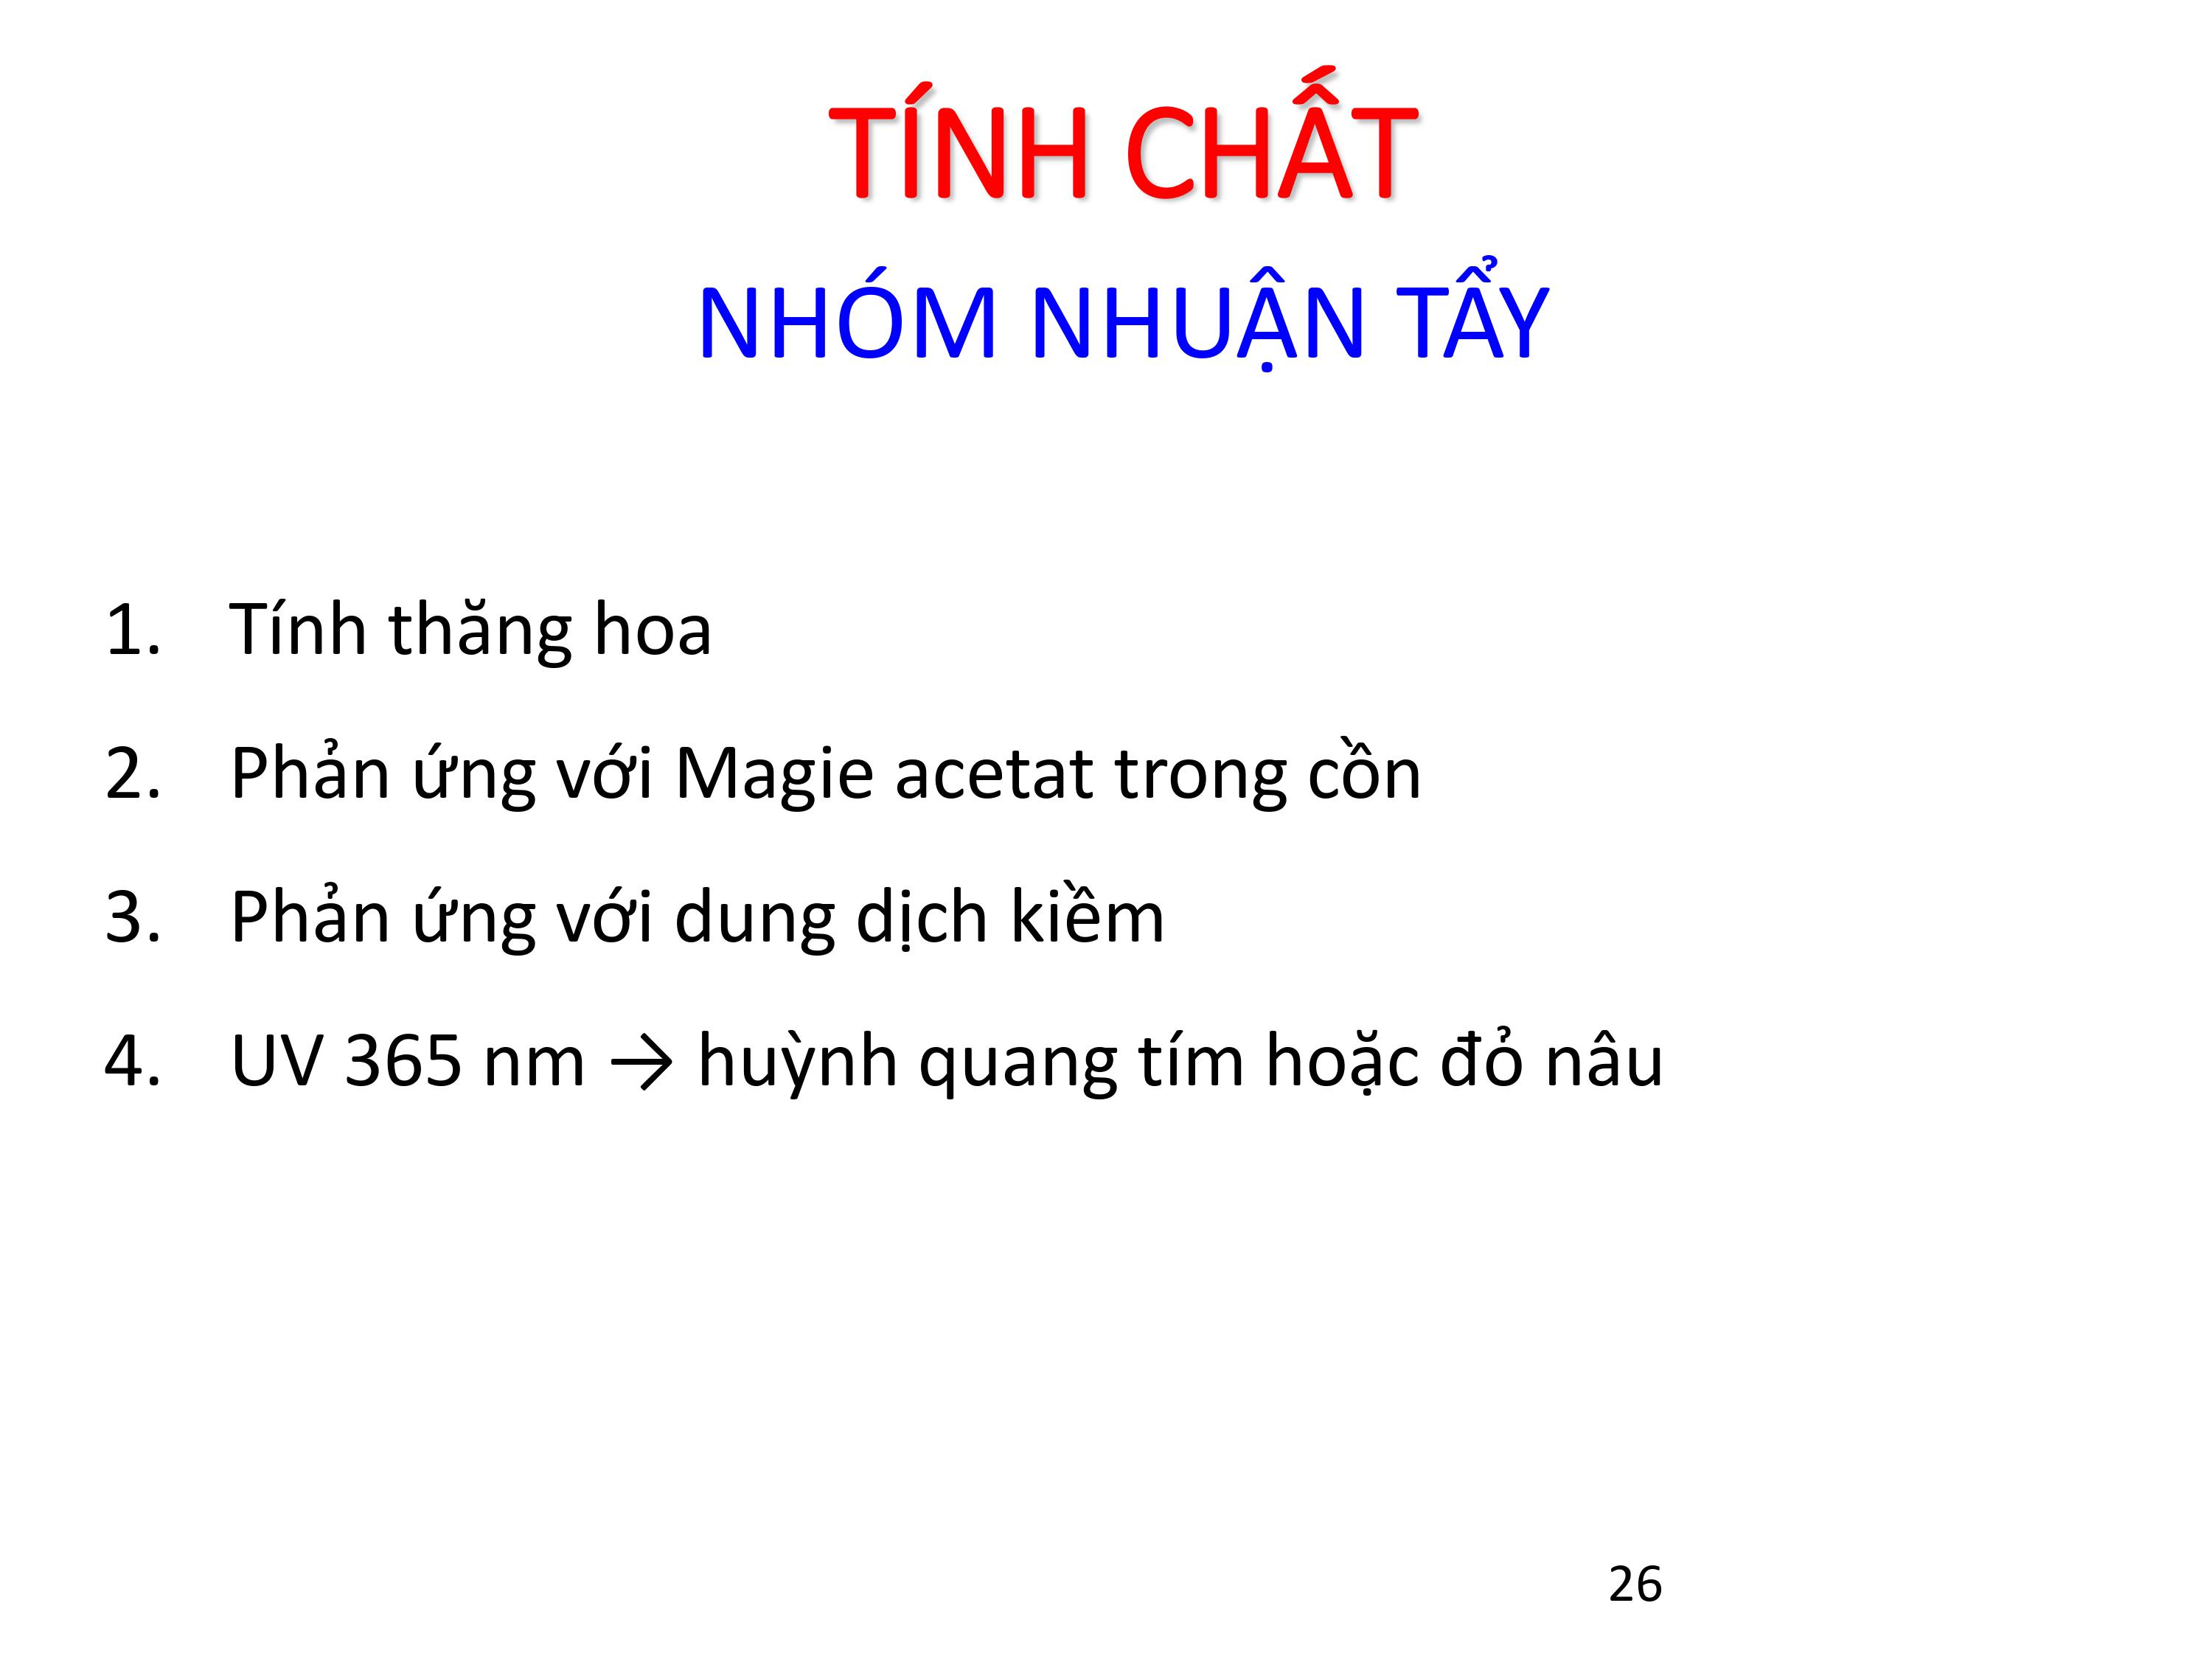 TÍNH CHẤT
NHÓM NHUẬN TẨY
1. Tính thăng hoa
2. Phản ứng với Magie acetat trong cồn
3. Phản ứng với dung dịch kiềm
4. UV 365 nm → huỳnh quang tím hoặc đỏ nâu
26